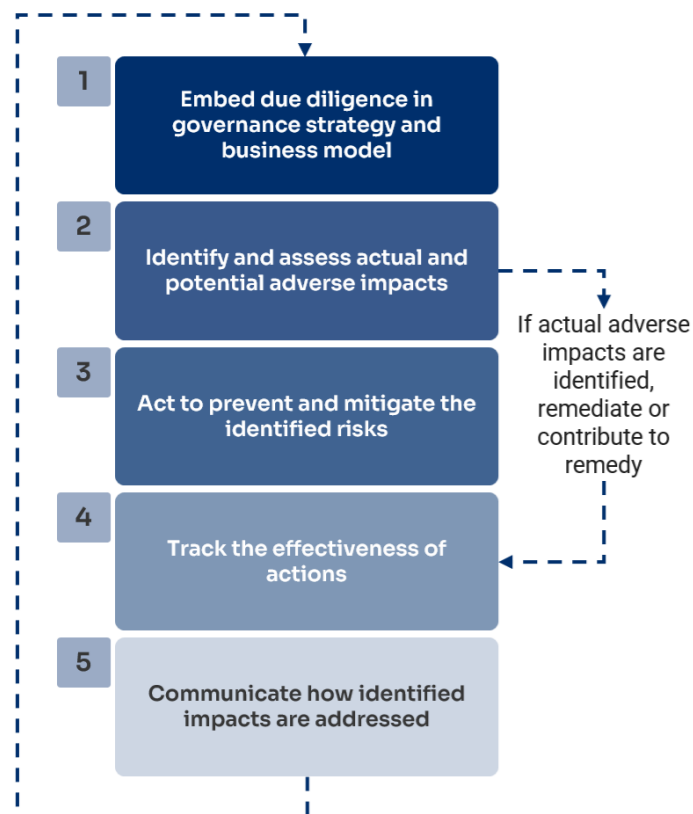 1
Embed due diligence in
governance strategy and
business model
2
Identify and assess actual and
potential adverse impacts
If actual adverse
impacts are
identified,
remediate or
contribute to
remedy
3
Act to prevent and mitigate the
identified risks
4
Track the effectiveness of
actions
5
Communicate how identified
impacts are addressed